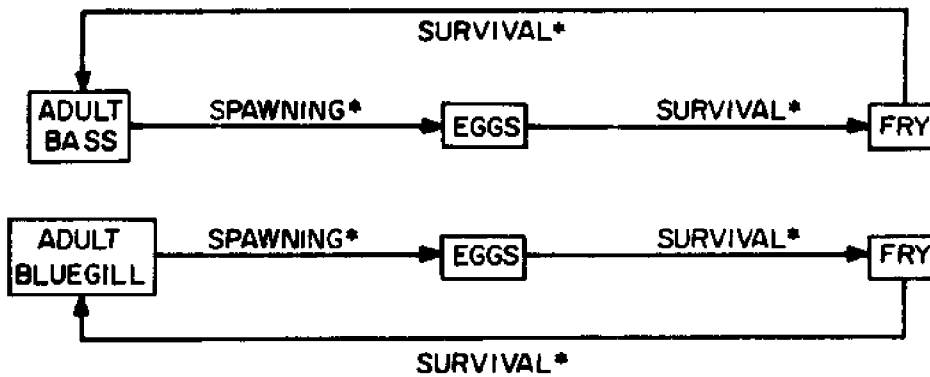 SURVIVAL*
ADULT
BASS
SPAWNING*
EGGS
SURVIVAL*
FRY
ADULT
BLUEGILL
SPAWNING*
EGGS
SURVIVAL*
FRY
SURVIVAL*